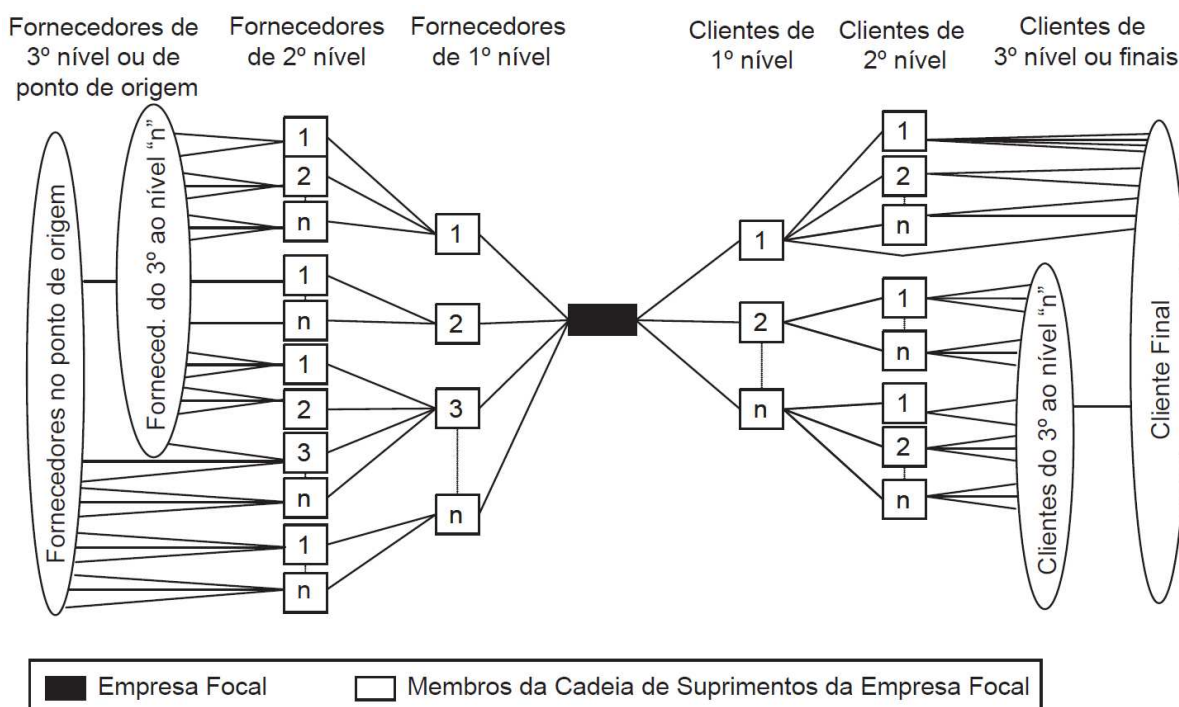 Fornecedores de
3º nível ou de
ponto de origem
Fornecedores
de 2º nível
Fornecedores
de 1º nível
Clientes de
1º nível
Clientes de
2º nível
Clientes de
3º nível ou finais
Fornecedores no ponto de origem
Forneced. do 3º ao nível “n”
1
2
n
1
n
1
2
3
n
1
n
1
2
3
n
1
2
n
1
2
n
1
n
1
2
n
Clientes do 3º ao nível “n”
Cliente Final
Empresa Focal
Membros da Cadeia de Suprimentos da Empresa Focal